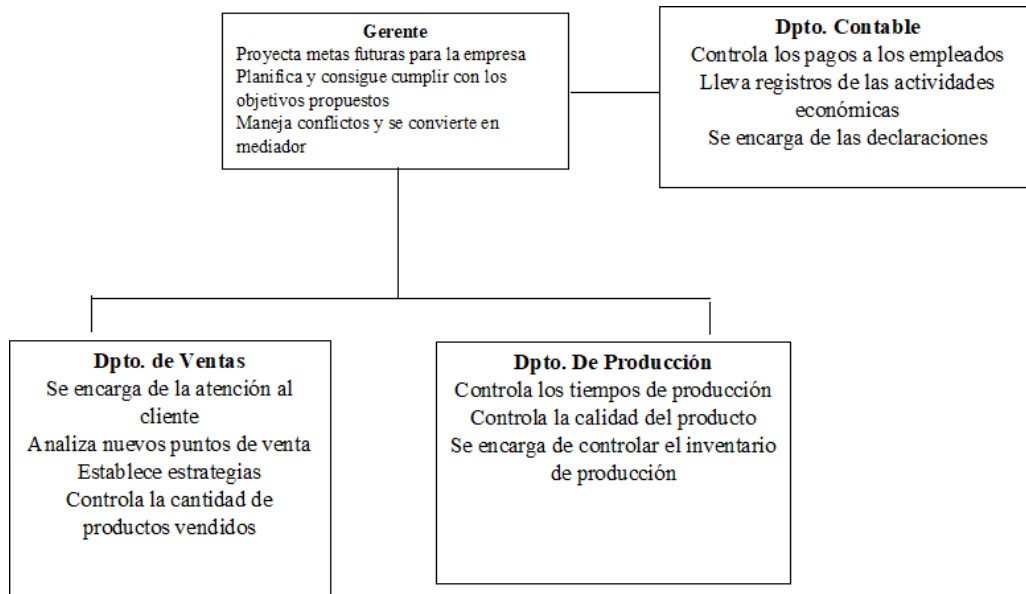 Gerente
Proyecta metas futuras para la empresa
Planifica y consigue cumplir con los
objetivos propuestos
Maneja conflictos y se convierte en
mediador
Dpto. Contable
Controla los pagos a los empleados
Lleva registros de las actividades
económicas
Se encarga de las declaraciones
Dpto. de Ventas
Se encarga de la atención al
cliente
Analiza nuevos puntos de venta
Establece estrategias
Controla la cantidad de
productos vendidos
Dpto. De Producción
Controla los tiempos de producción
Controla la calidad del producto
Se encarga de controlar el inventario
de producción